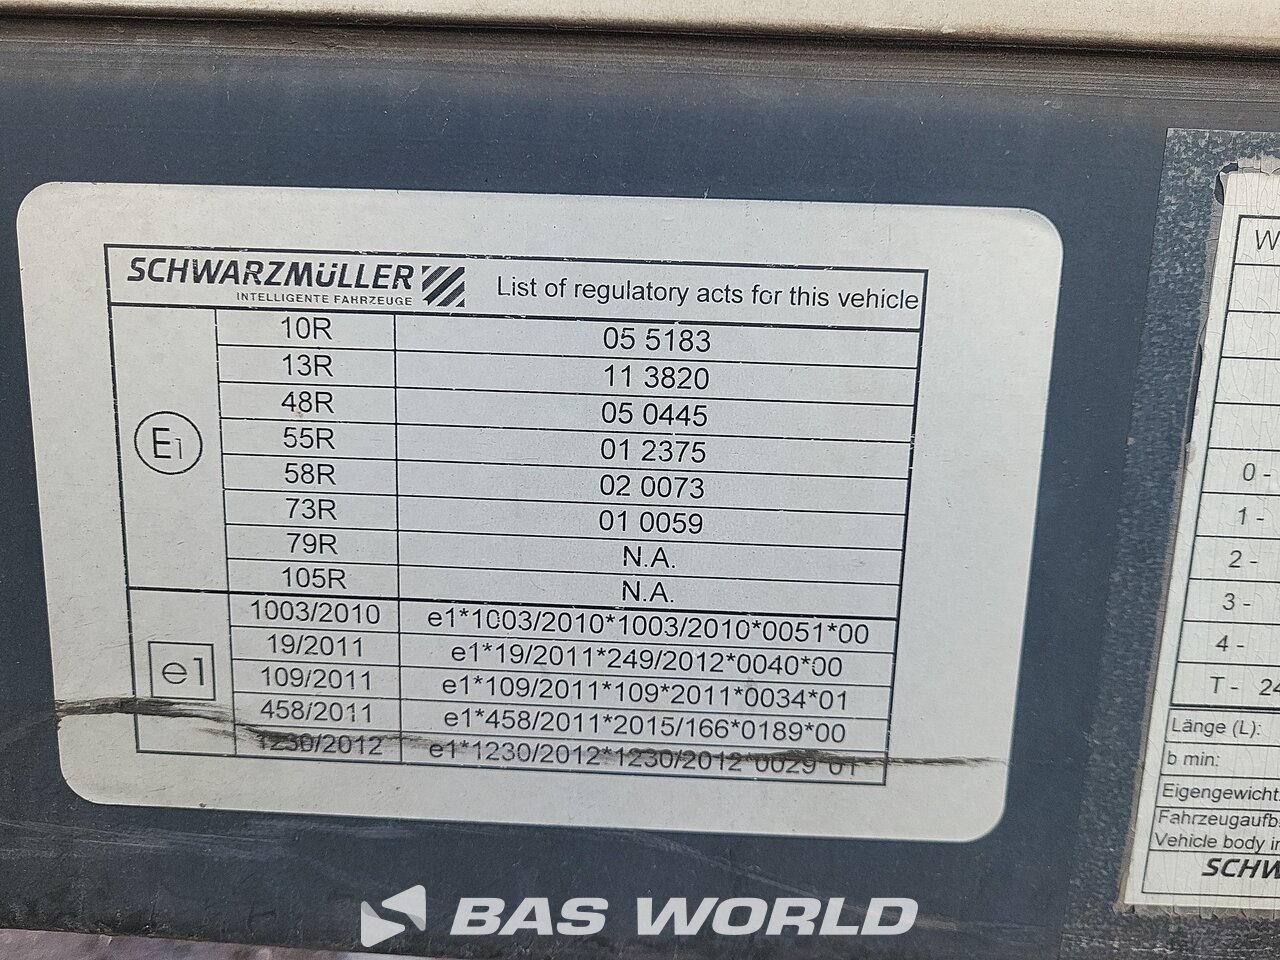 SCHWARZMÜLLER
INTELLIGENTE FAHRZEUGE
List of regulatory acts for this vehicle
E1
10R 05 5183
13R 11 3820
48R 05 0445
55R 01 2375
58R 02 0073
73R 01 0059
79R N.A.
105R N.A.
e1
1003/2010 e1*1003/2010*1003/2010*0051*00
19/2011 e1*19/2011*249/2012*0040*00
109/2011 e1*109/2011*109*2011*0034*01
458/2011 e1*458/2011*2015/166*0189*00
1230/2012 e1*1230/2012*1230/2012*0029*01
W
0 -
1 -
2 -
3 -
4 -
T - 24
Länge (L):
b min:
Eigengewicht
Fahrzeugaufb
Vehicle body in
SCHW
BAS WORLD